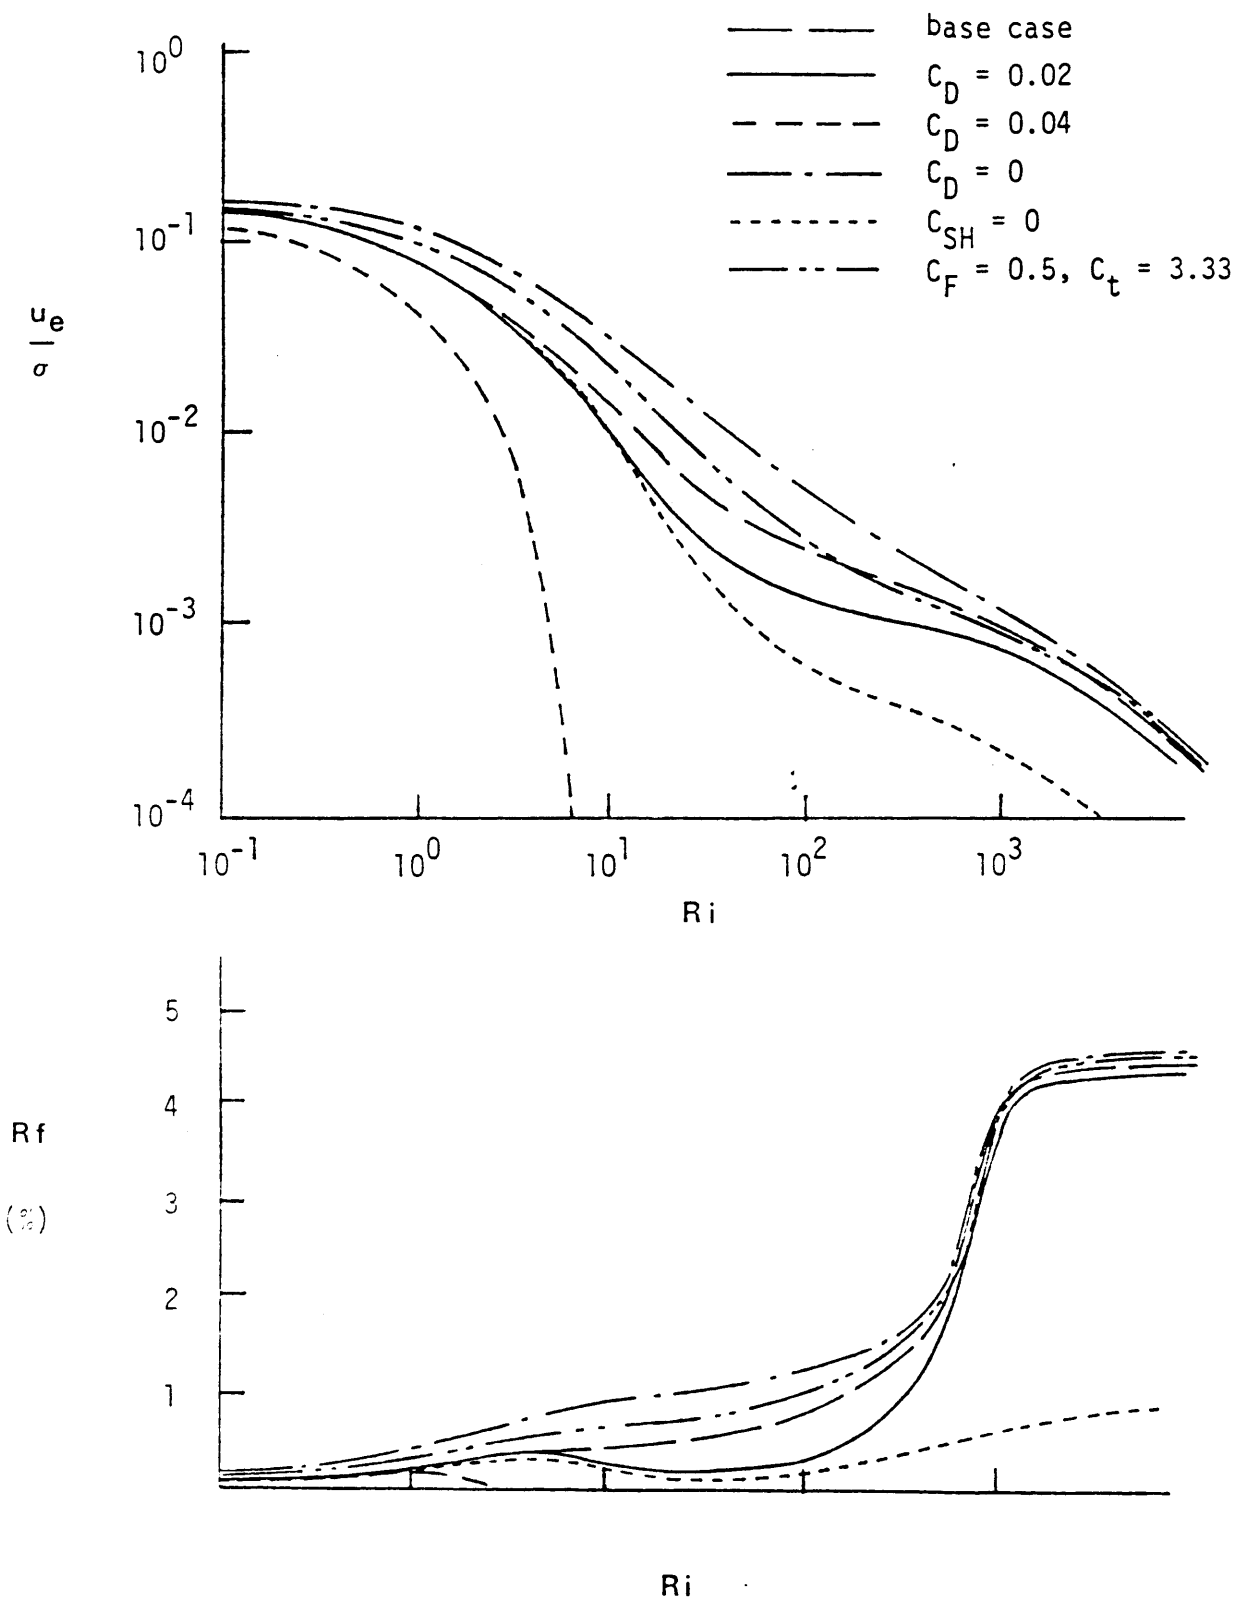 base case
C_D = 0.02
C_D = 0.04
C_D = 0
C_SH = 0
C_F = 0.5, C_t = 3.33
10^0
10^-1
u_e
σ
10^-2
10^-3
10^-4
10^-1 10^0 10^1 10^2 10^3
Ri
5
4
Rf
3
(%)
2
1
Ri